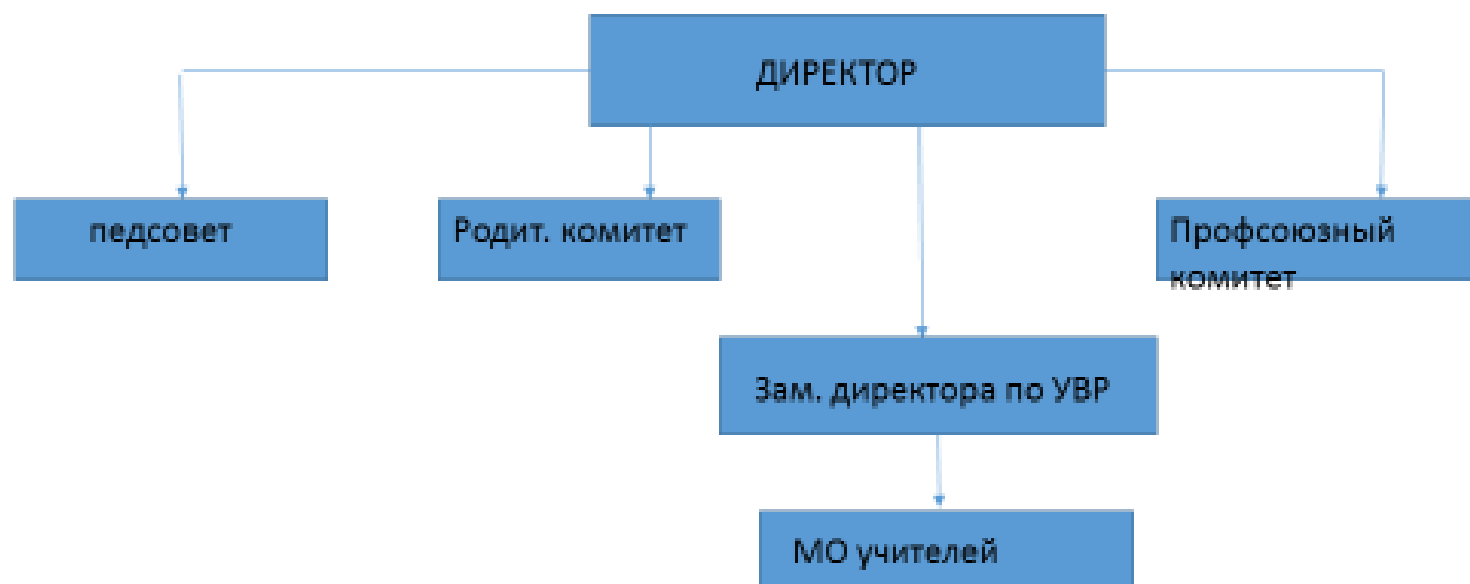 ДИРЕКТОР
педсовет
Родит. комитет
Профсоюзный
комитет
Зам. директора по УВР
МО учителей